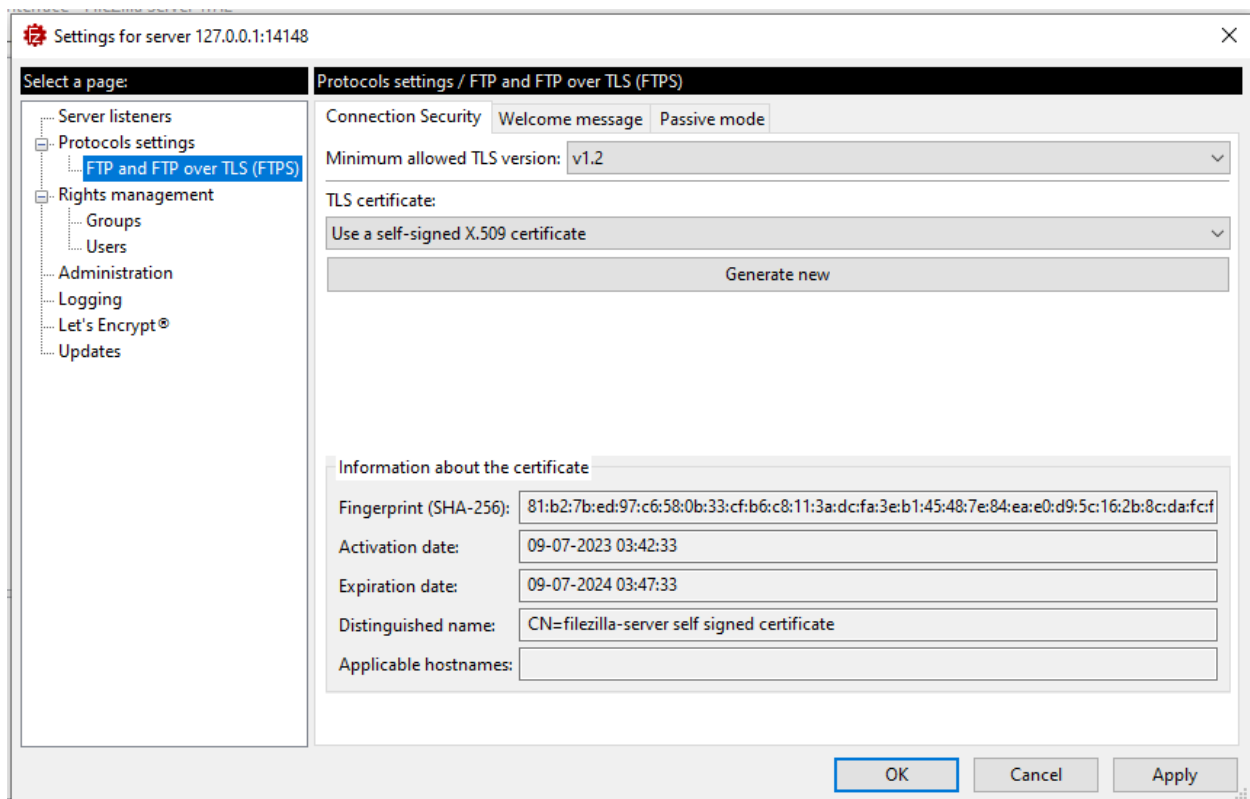 Settings for server 127.0.0.1:14148
Select a page:
Server listeners
Protocols settings
FTP and FTP over TLS (FTPS)
Rights management
Groups
Users
Administration
Logging
Let's Encrypt®
Updates
Protocols settings / FTP and FTP over TLS (FTPS)
Connection Security Welcome message Passive mode
Minimum allowed TLS version: v1.2
TLS certificate:
Use a self-signed X.509 certificate
Generate new
Information about the certificate
Fingerprint (SHA-256): 81:b2:7b:ed:97:c6:58:0b:33:cf:b6:c8:11:3a:dc:fa:3e:b1:45:48:7e:84:ea:e0:d9:5c:16:2b:8c:da:fc:f
Activation date: 09-07-2023 03:42:33
Expiration date: 09-07-2024 03:47:33
Distinguished name: CN=filezilla-server self signed certificate
Applicable hostnames:
OK Cancel Apply